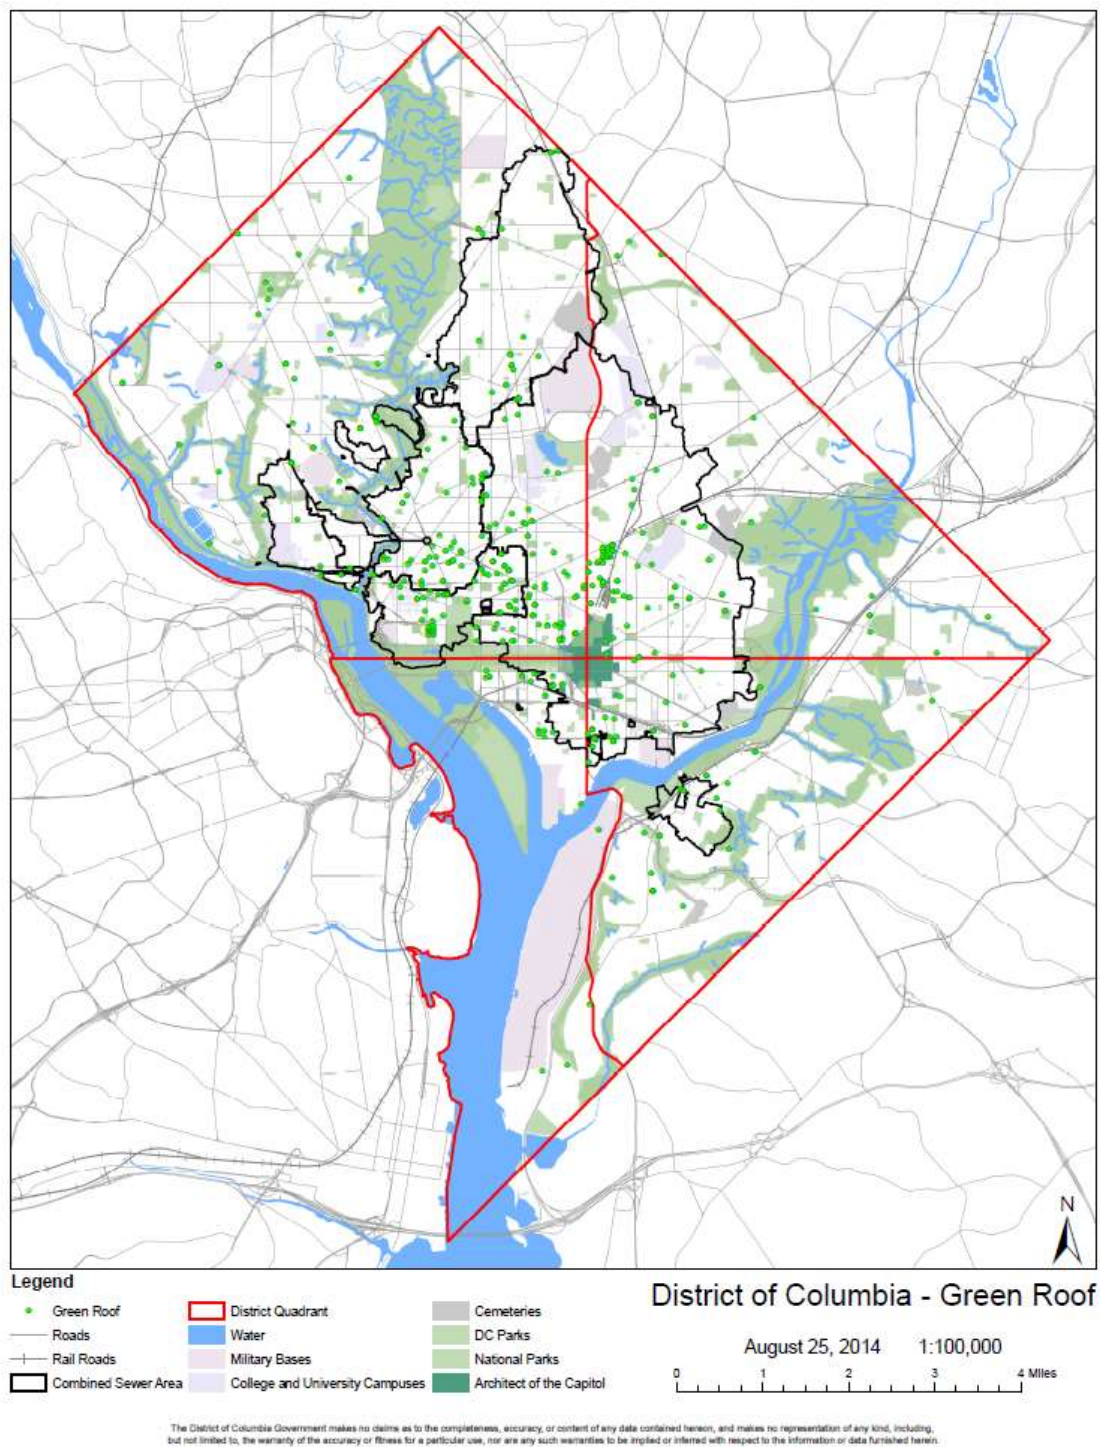 N
Legend
Green Roof
Roads
Rail Roads
Combined Sewer Area
District Quadrant
Water
Military Bases
College and University Campuses
Cemeteries
DC Parks
National Parks
Architect of the Capitol
District of Columbia - Green Roof
August 25, 2014 1:100,000
0 1 2 3 4 Miles
The District of Columbia Government makes no claims as to the completeness, accuracy, or content of any data contained hereon, and makes no representation of any kind, including,
but not limited to, the warranty of the accuracy or fitness for a particular use, nor are any such warranties to be implied or inferred with respect to the information or data furnished herein.